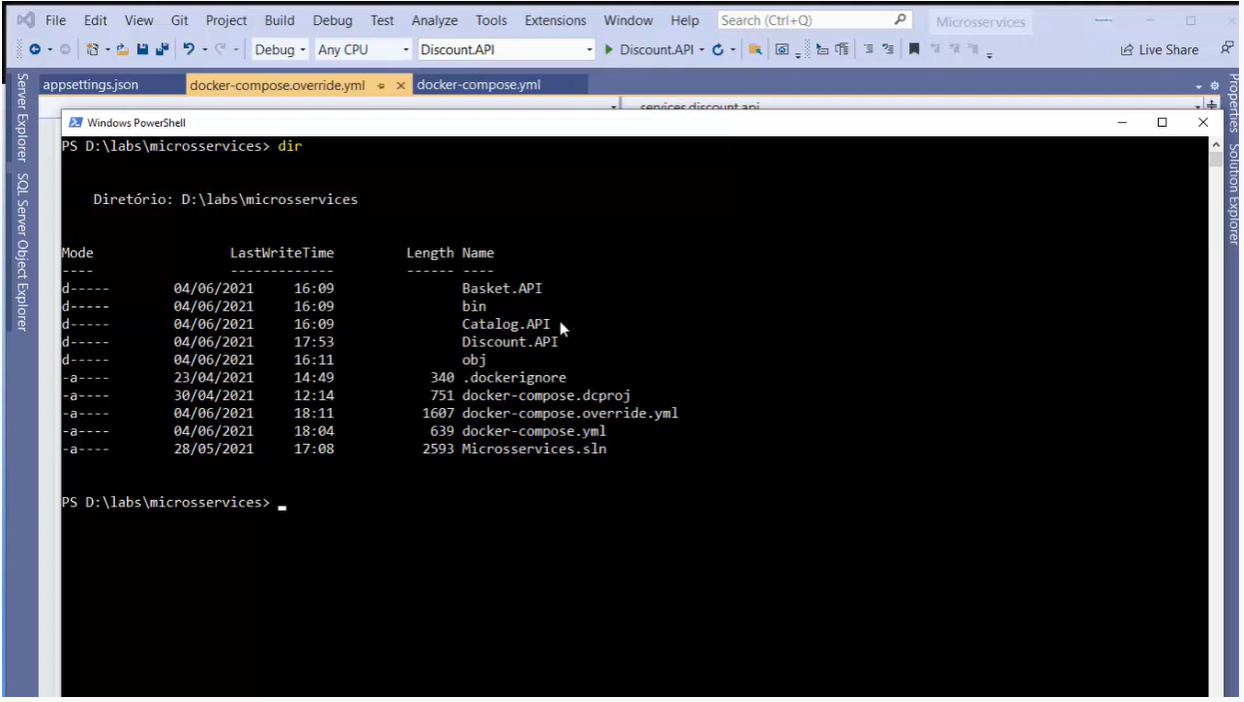 File Edit View Git Project Build Debug Test Analyze Tools Extensions Window Help Search (Ctrl+Q) Microsservices
Debug Any CPU Discount.API Discount.API Live Share
appsettings.json docker-compose.override.yml docker-compose.yml
services.discount.api
Server Explorer
SQL Server Object Explorer
Properties
Solution Explorer
Windows PowerShell
PS D:\labs\microsservices> dir
Diretório: D:\labs\microsservices
Mode LastWriteTime Length Name
---- ------------- ------ ----
d----- 04/06/2021 16:09 Basket.API
d----- 04/06/2021 16:09 bin
d----- 04/06/2021 16:09 Catalog.API
d----- 04/06/2021 17:53 Discount.API
d----- 04/06/2021 16:11 obj
-a---- 23/04/2021 14:49 340 .dockerignore
-a---- 30/04/2021 12:14 751 docker-compose.dcproj
-a---- 04/06/2021 18:11 1607 docker-compose.override.yml
-a---- 04/06/2021 18:04 639 docker-compose.yml
-a---- 28/05/2021 17:08 2593 Microsservices.sln
PS D:\labs\microsservices>